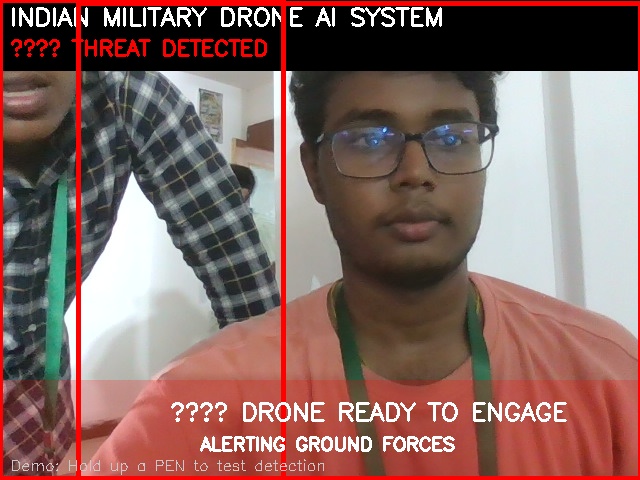 INDIAN MILITARY DRONE AI SYSTEM
???? THREAT DETECTED
???? DRONE READY TO ENGAGE
ALERTING GROUND FORCES
Demo: Hold up a PEN to test detection